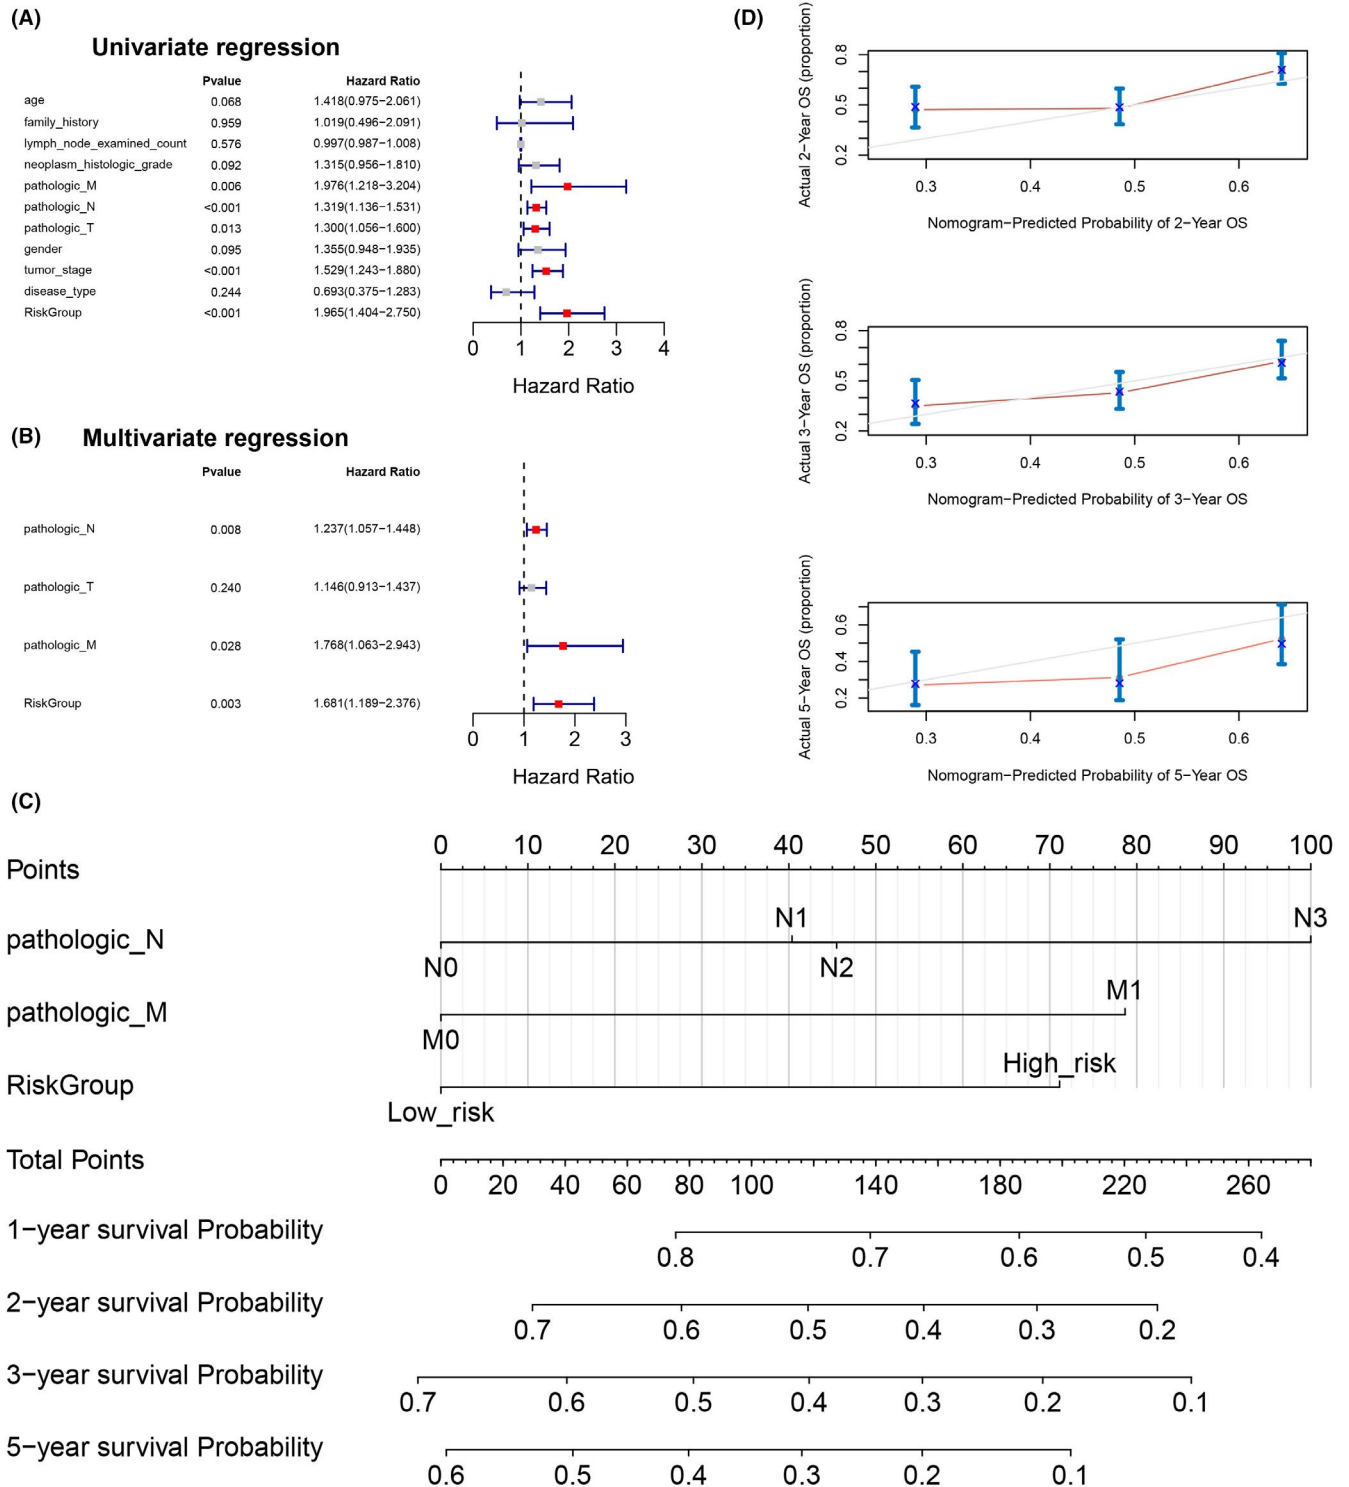 (A)
Univariate regression
Pvalue Hazard Ratio
age 0.068 1.418(0.975−2.061)
family_history 0.959 1.019(0.496−2.091)
lymph_node_examined_count 0.576 0.997(0.987−1.008)
neoplasm_histologic_grade 0.092 1.315(0.956−1.810)
pathologic_M 0.006 1.976(1.218−3.204)
pathologic_N <0.001 1.319(1.136−1.531)
pathologic_T 0.013 1.300(1.056−1.600)
gender 0.095 1.355(0.948−1.935)
tumor_stage <0.001 1.529(1.243−1.880)
disease_type 0.244 0.693(0.375−1.283)
RiskGroup <0.001 1.965(1.404−2.750)
0 1 2 3 4
Hazard Ratio
(B)
Multivariate regression
Pvalue Hazard Ratio
pathologic_N 0.008 1.237(1.057−1.448)
pathologic_T 0.240 1.146(0.913−1.437)
pathologic_M 0.028 1.768(1.063−2.943)
RiskGroup 0.003 1.681(1.189−2.376)
0 1 2 3
Hazard Ratio
(D)
Actual 2−Year OS (proportion)
0.8
0.5
0.2
0.3 0.4 0.5 0.6
Nomogram−Predicted Probability of 2−Year OS
Actual 3−Year OS (proportion)
0.8
0.5
0.2
0.3 0.4 0.5 0.6
Nomogram−Predicted Probability of 3−Year OS
Actual 5−Year OS (proportion)
0.6
0.4
0.2
0.3 0.4 0.5 0.6
Nomogram−Predicted Probability of 5−Year OS
(C)
0 10 20 30 40 50 60 70 80 90 100
Points
N1 N3
pathologic_N
N0 N2
M1
pathologic_M
M0
High_risk
RiskGroup
Low_risk
Total Points
0 20 40 60 80 100 140 180 220 260
1−year survival Probability
0.8 0.7 0.6 0.5 0.4
2−year survival Probability
0.7 0.6 0.5 0.4 0.3 0.2
3−year survival Probability
0.7 0.6 0.5 0.4 0.3 0.2 0.1
5−year survival Probability
0.6 0.5 0.4 0.3 0.2 0.1